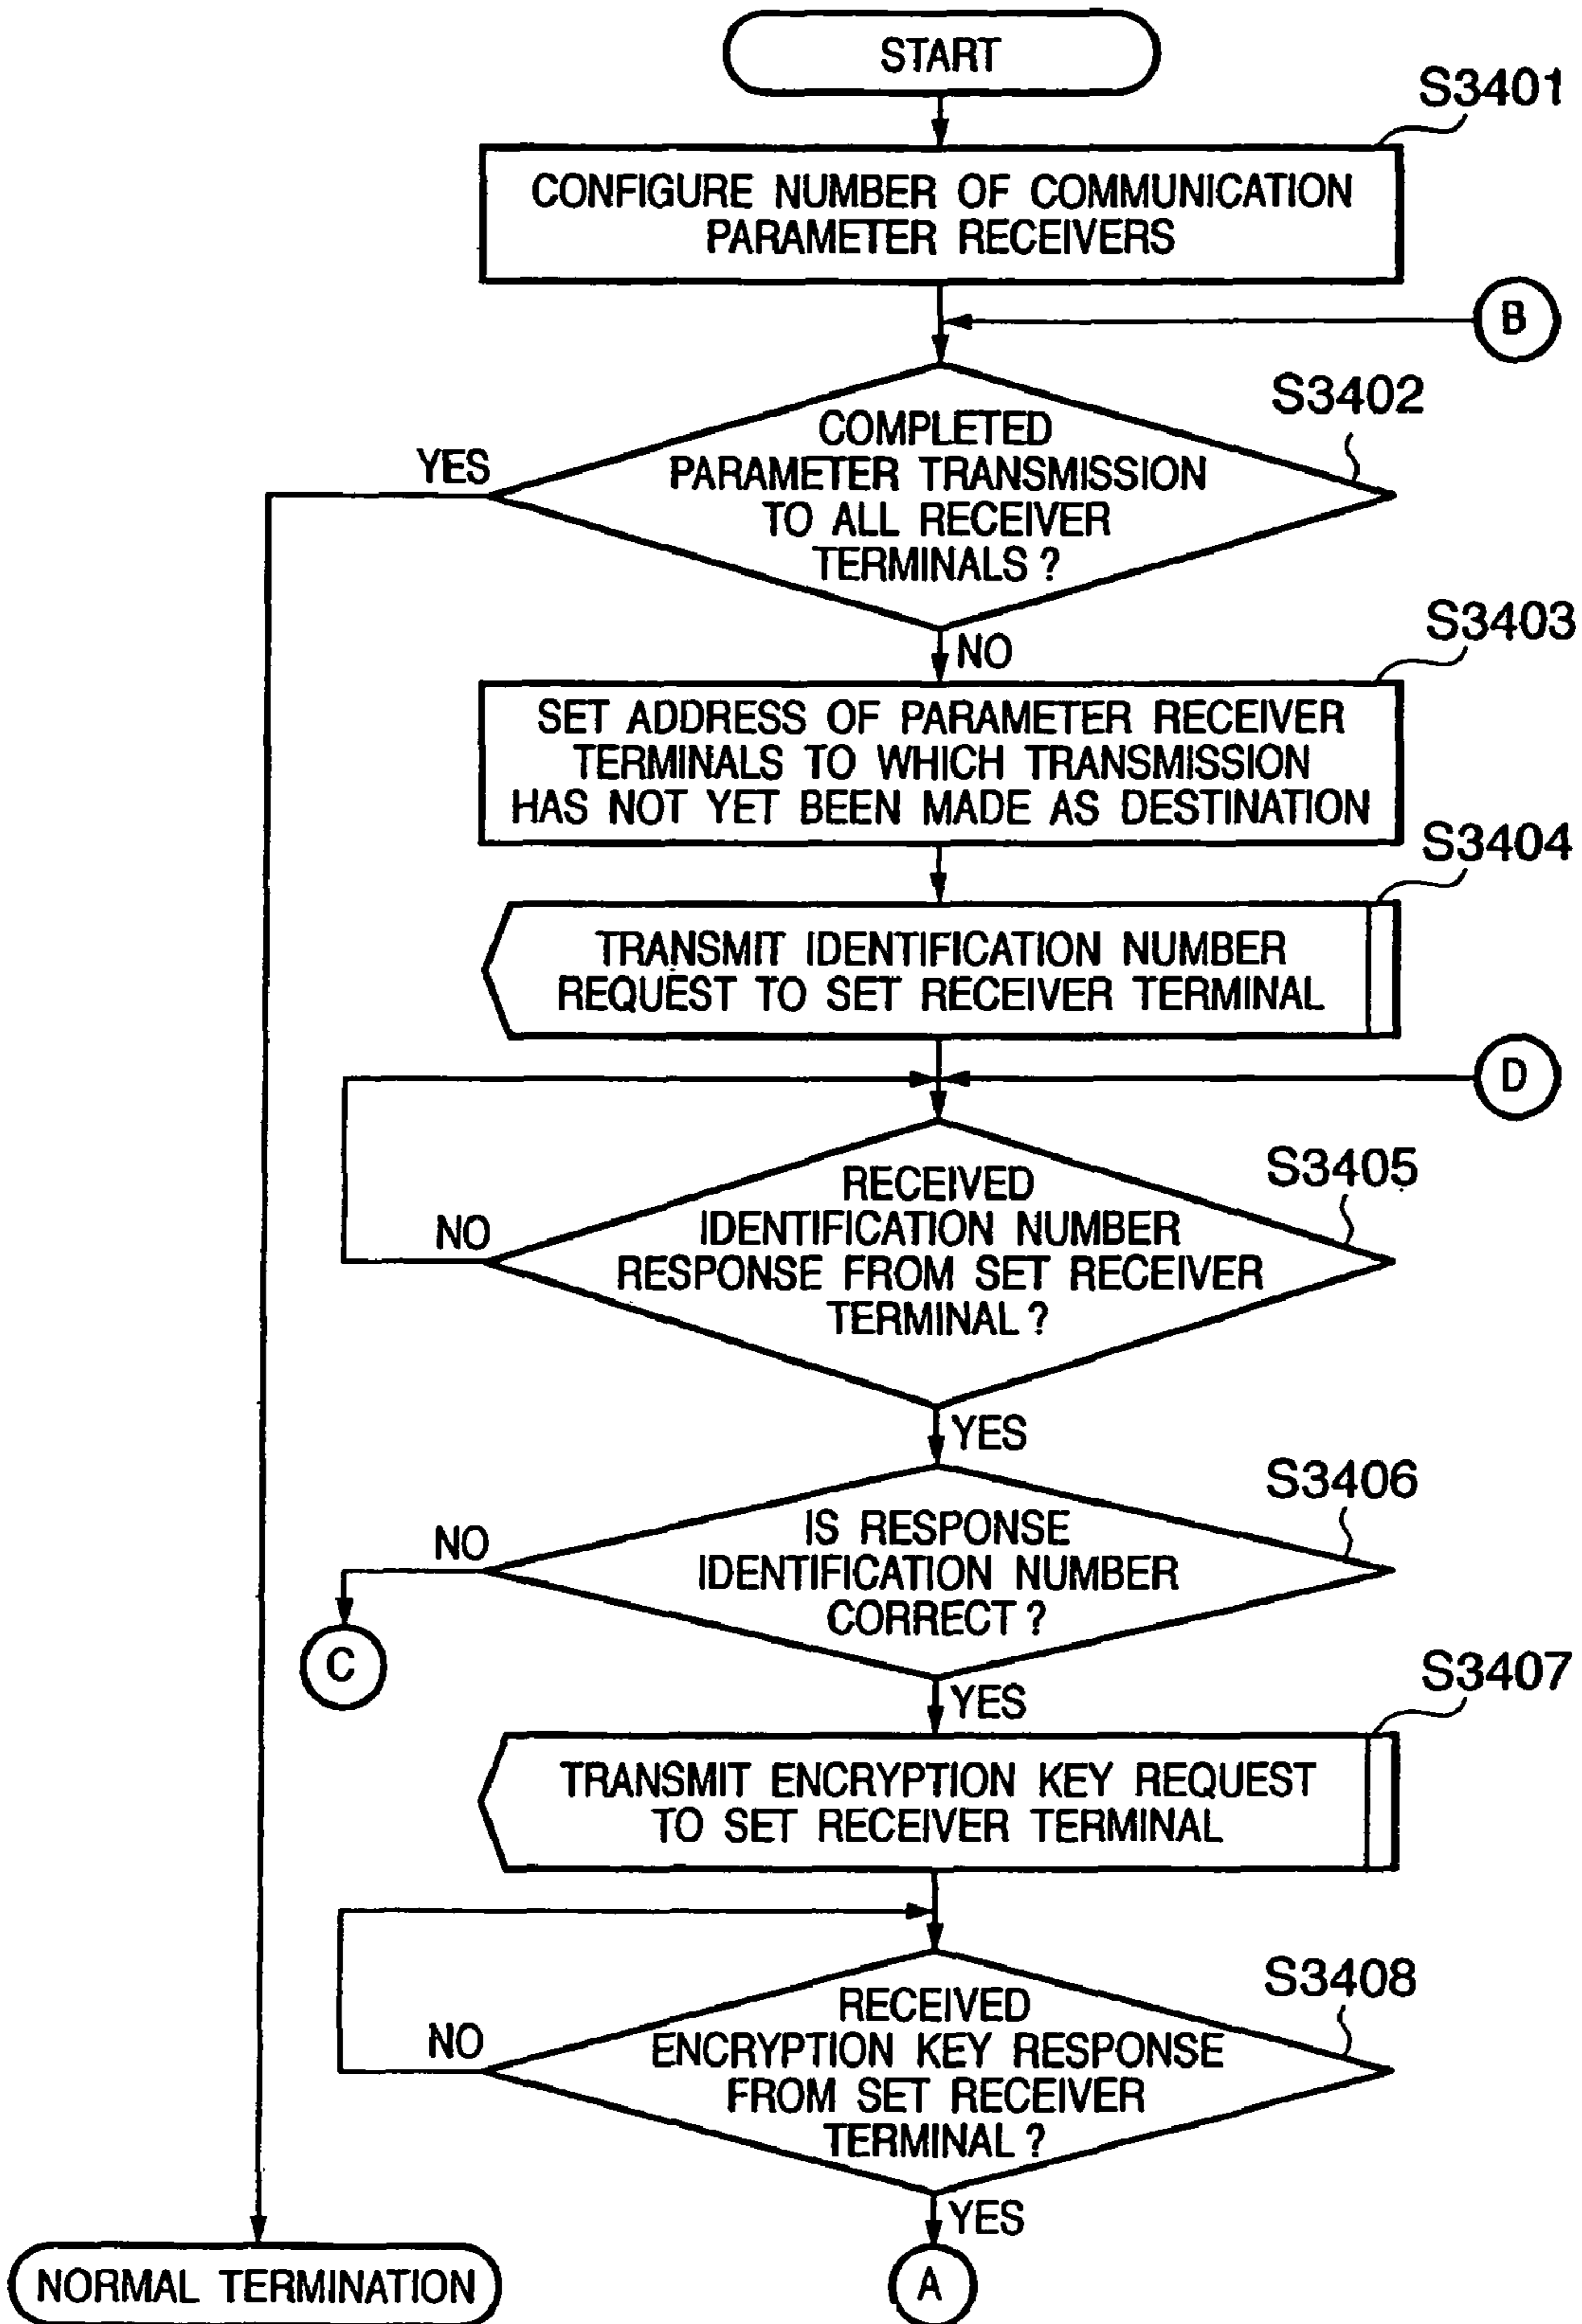 START
S3401
CONFIGURE NUMBER OF COMMUNICATION
PARAMETER RECEIVERS
B
S3402
COMPLETED
PARAMETER TRANSMISSION
TO ALL RECEIVER
TERMINALS ?
YES
NO
S3403
SET ADDRESS OF PARAMETER RECEIVER
TERMINALS TO WHICH TRANSMISSION
HAS NOT YET BEEN MADE AS DESTINATION
S3404
TRANSMIT IDENTIFICATION NUMBER
REQUEST TO SET RECEIVER TERMINAL
D
S3405
RECEIVED
IDENTIFICATION NUMBER
RESPONSE FROM SET RECEIVER
TERMINAL ?
NO
YES
S3406
IS RESPONSE
IDENTIFICATION NUMBER
CORRECT ?
NO
C
YES
S3407
TRANSMIT ENCRYPTION KEY REQUEST
TO SET RECEIVER TERMINAL
S3408
RECEIVED
ENCRYPTION KEY RESPONSE
FROM SET RECEIVER
TERMINAL ?
NO
YES
NORMAL TERMINATION
A